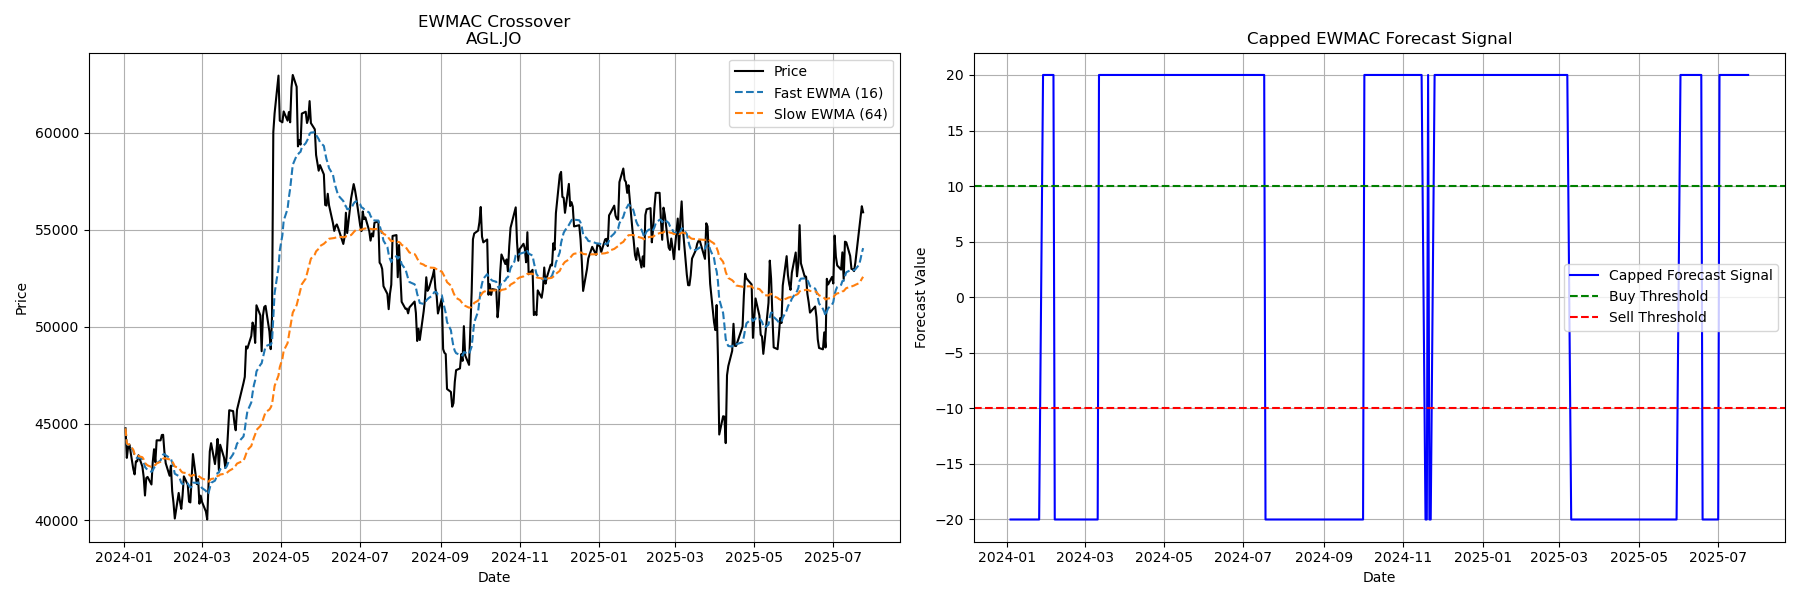 EWMAC Crossover
AGL.JO
Price
Fast EWMA (16)
Slow EWMA (64)
60000
55000
50000
45000
40000
Price
2024-01 2024-03 2024-05 2024-07 2024-09 2024-11 2025-01 2025-03 2025-05 2025-07
Date
Capped EWMAC Forecast Signal
20
15
10
5
0
−5
−10
−15
−20
Forecast Value
Capped Forecast Signal
Buy Threshold
Sell Threshold
2024-01 2024-03 2024-05 2024-07 2024-09 2024-11 2025-01 2025-03 2025-05 2025-07
Date